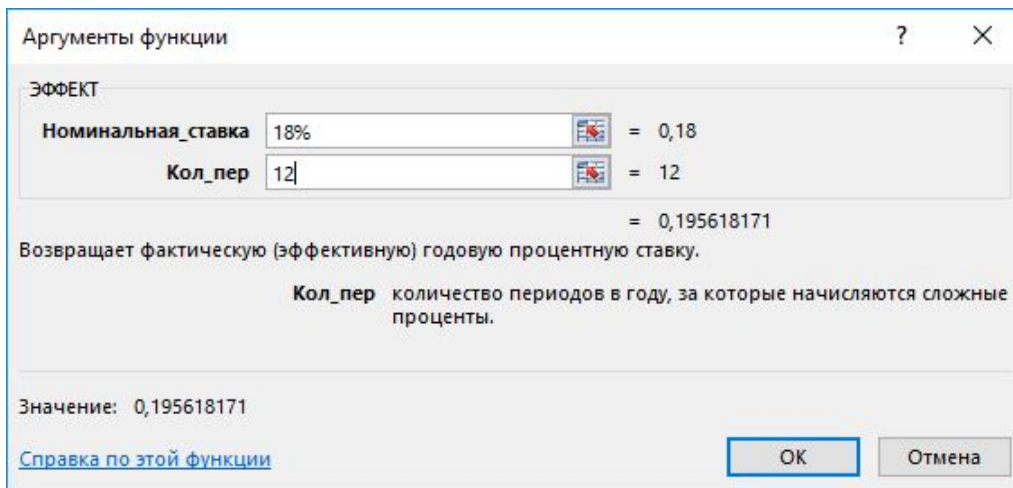 Аргументы функции ? ×
ЭФФЕКТ
Номинальная_ставка 18% = 0,18
Кол_пер 12 = 12
= 0,195618171
Возвращает фактическую (эффективную) годовую процентную ставку.
Кол_пер количество периодов в году, за которые начисляются сложные
проценты.
Значение: 0,195618171
Справка по этой функции ОК Отмена